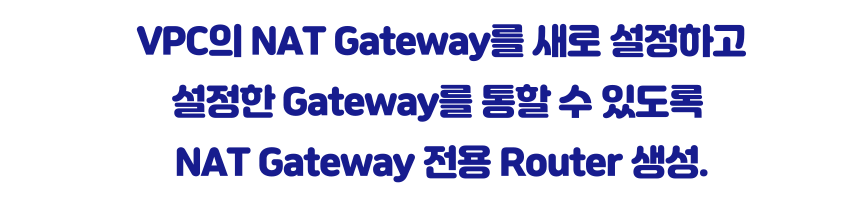 VPC의 NAT Gateway를 새로 설정하고
설정한 Gateway를 통할 수 있도록
NAT Gateway 전용 Router 생성.